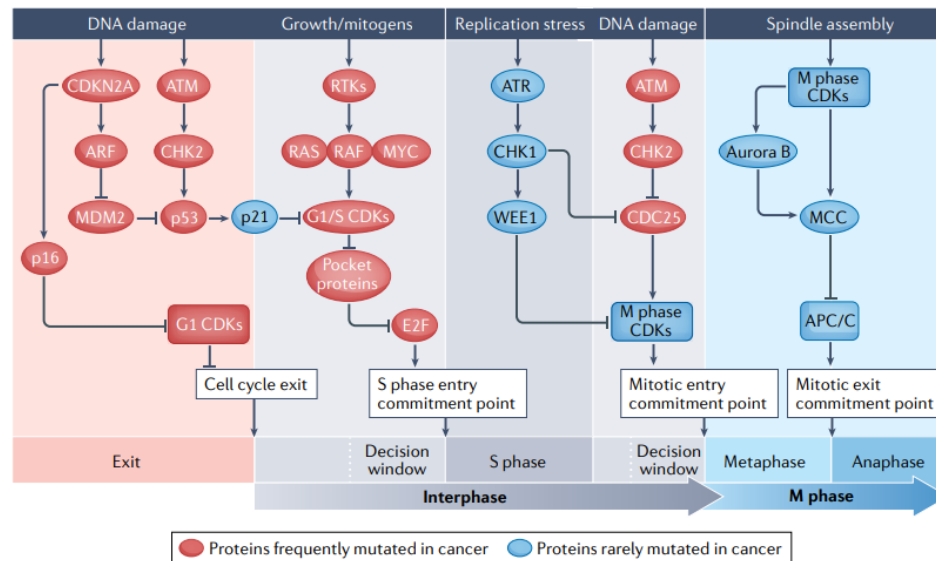 DNA damage
Growth/mitogens
Replication stress
DNA damage
Spindle assembly
CDKN2A
ATM
RTKs
ATR
ATM
M phase
CDKs
ARF
CHK2
RAS
RAF
MYC
CHK1
CHK2
Aurora B
MDM2
p53
p21
G1/S CDKs
WEE1
CDC25
MCC
p16
Pocket
proteins
G1 CDKs
E2F
M phase
CDKs
APC/C
Cell cycle exit
S phase entry
commitment point
Mitotic entry
commitment point
Mitotic exit
commitment point
Exit
Decision
window
S phase
Decision
window
Metaphase
Anaphase
Interphase
M phase
Proteins frequently mutated in cancer
Proteins rarely mutated in cancer